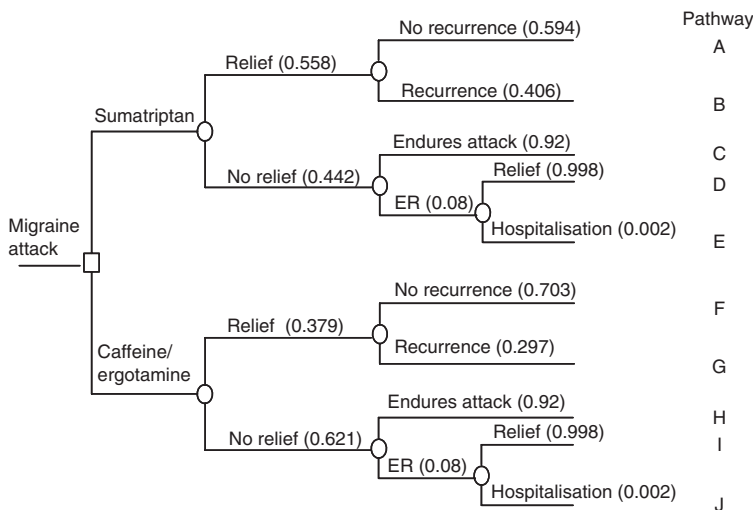 Pathway
No recurrence (0.594)
A
Relief (0.558)
Recurrence (0.406)
B
Sumatriptan
Endures attack (0.92)
C
Relief (0.998)
D
No relief (0.442)
ER (0.08)
Hospitalisation (0.002)
E
Migraine
attack
No recurrence (0.703)
F
Relief (0.379)
Recurrence (0.297)
G
Caffeine/
ergotamine
Endures attack (0.92)
H
Relief (0.998)
I
No relief (0.621)
ER (0.08)
Hospitalisation (0.002)
J